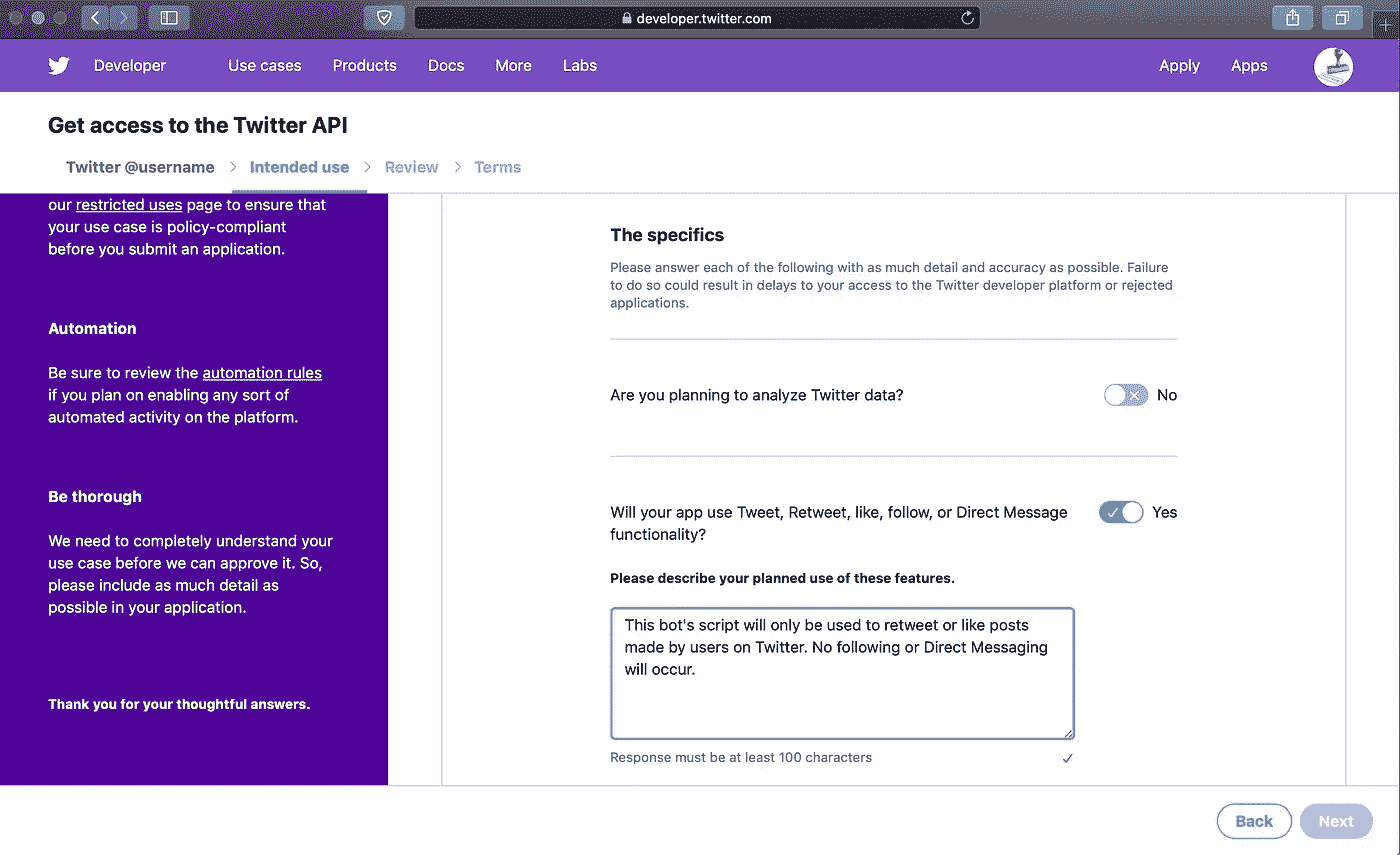 developer.twitter.com
Developer Use cases Products Docs More Labs Apply Apps
Get access to the Twitter API
Twitter @username > Intended use > Review > Terms
our restricted uses page to ensure that
your use case is policy-compliant
before you submit an application.
Automation
Be sure to review the automation rules
if you plan on enabling any sort of
automated activity on the platform.
Be thorough
We need to completely understand your
use case before we can approve it. So,
please include as much detail as
possible in your application.
Thank you for your thoughtful answers.
The specifics
Please answer each of the following with as much detail and accuracy as possible. Failure
to do so could result in delays to your access to the Twitter developer platform or rejected
applications.
Are you planning to analyze Twitter data? No
Will your app use Tweet, Retweet, like, follow, or Direct Message Yes
functionality?
Please describe your planned use of these features.
This bot's script will only be used to retweet or like posts
made by users on Twitter. No following or Direct Messaging
will occur.
Response must be at least 100 characters
Back Next